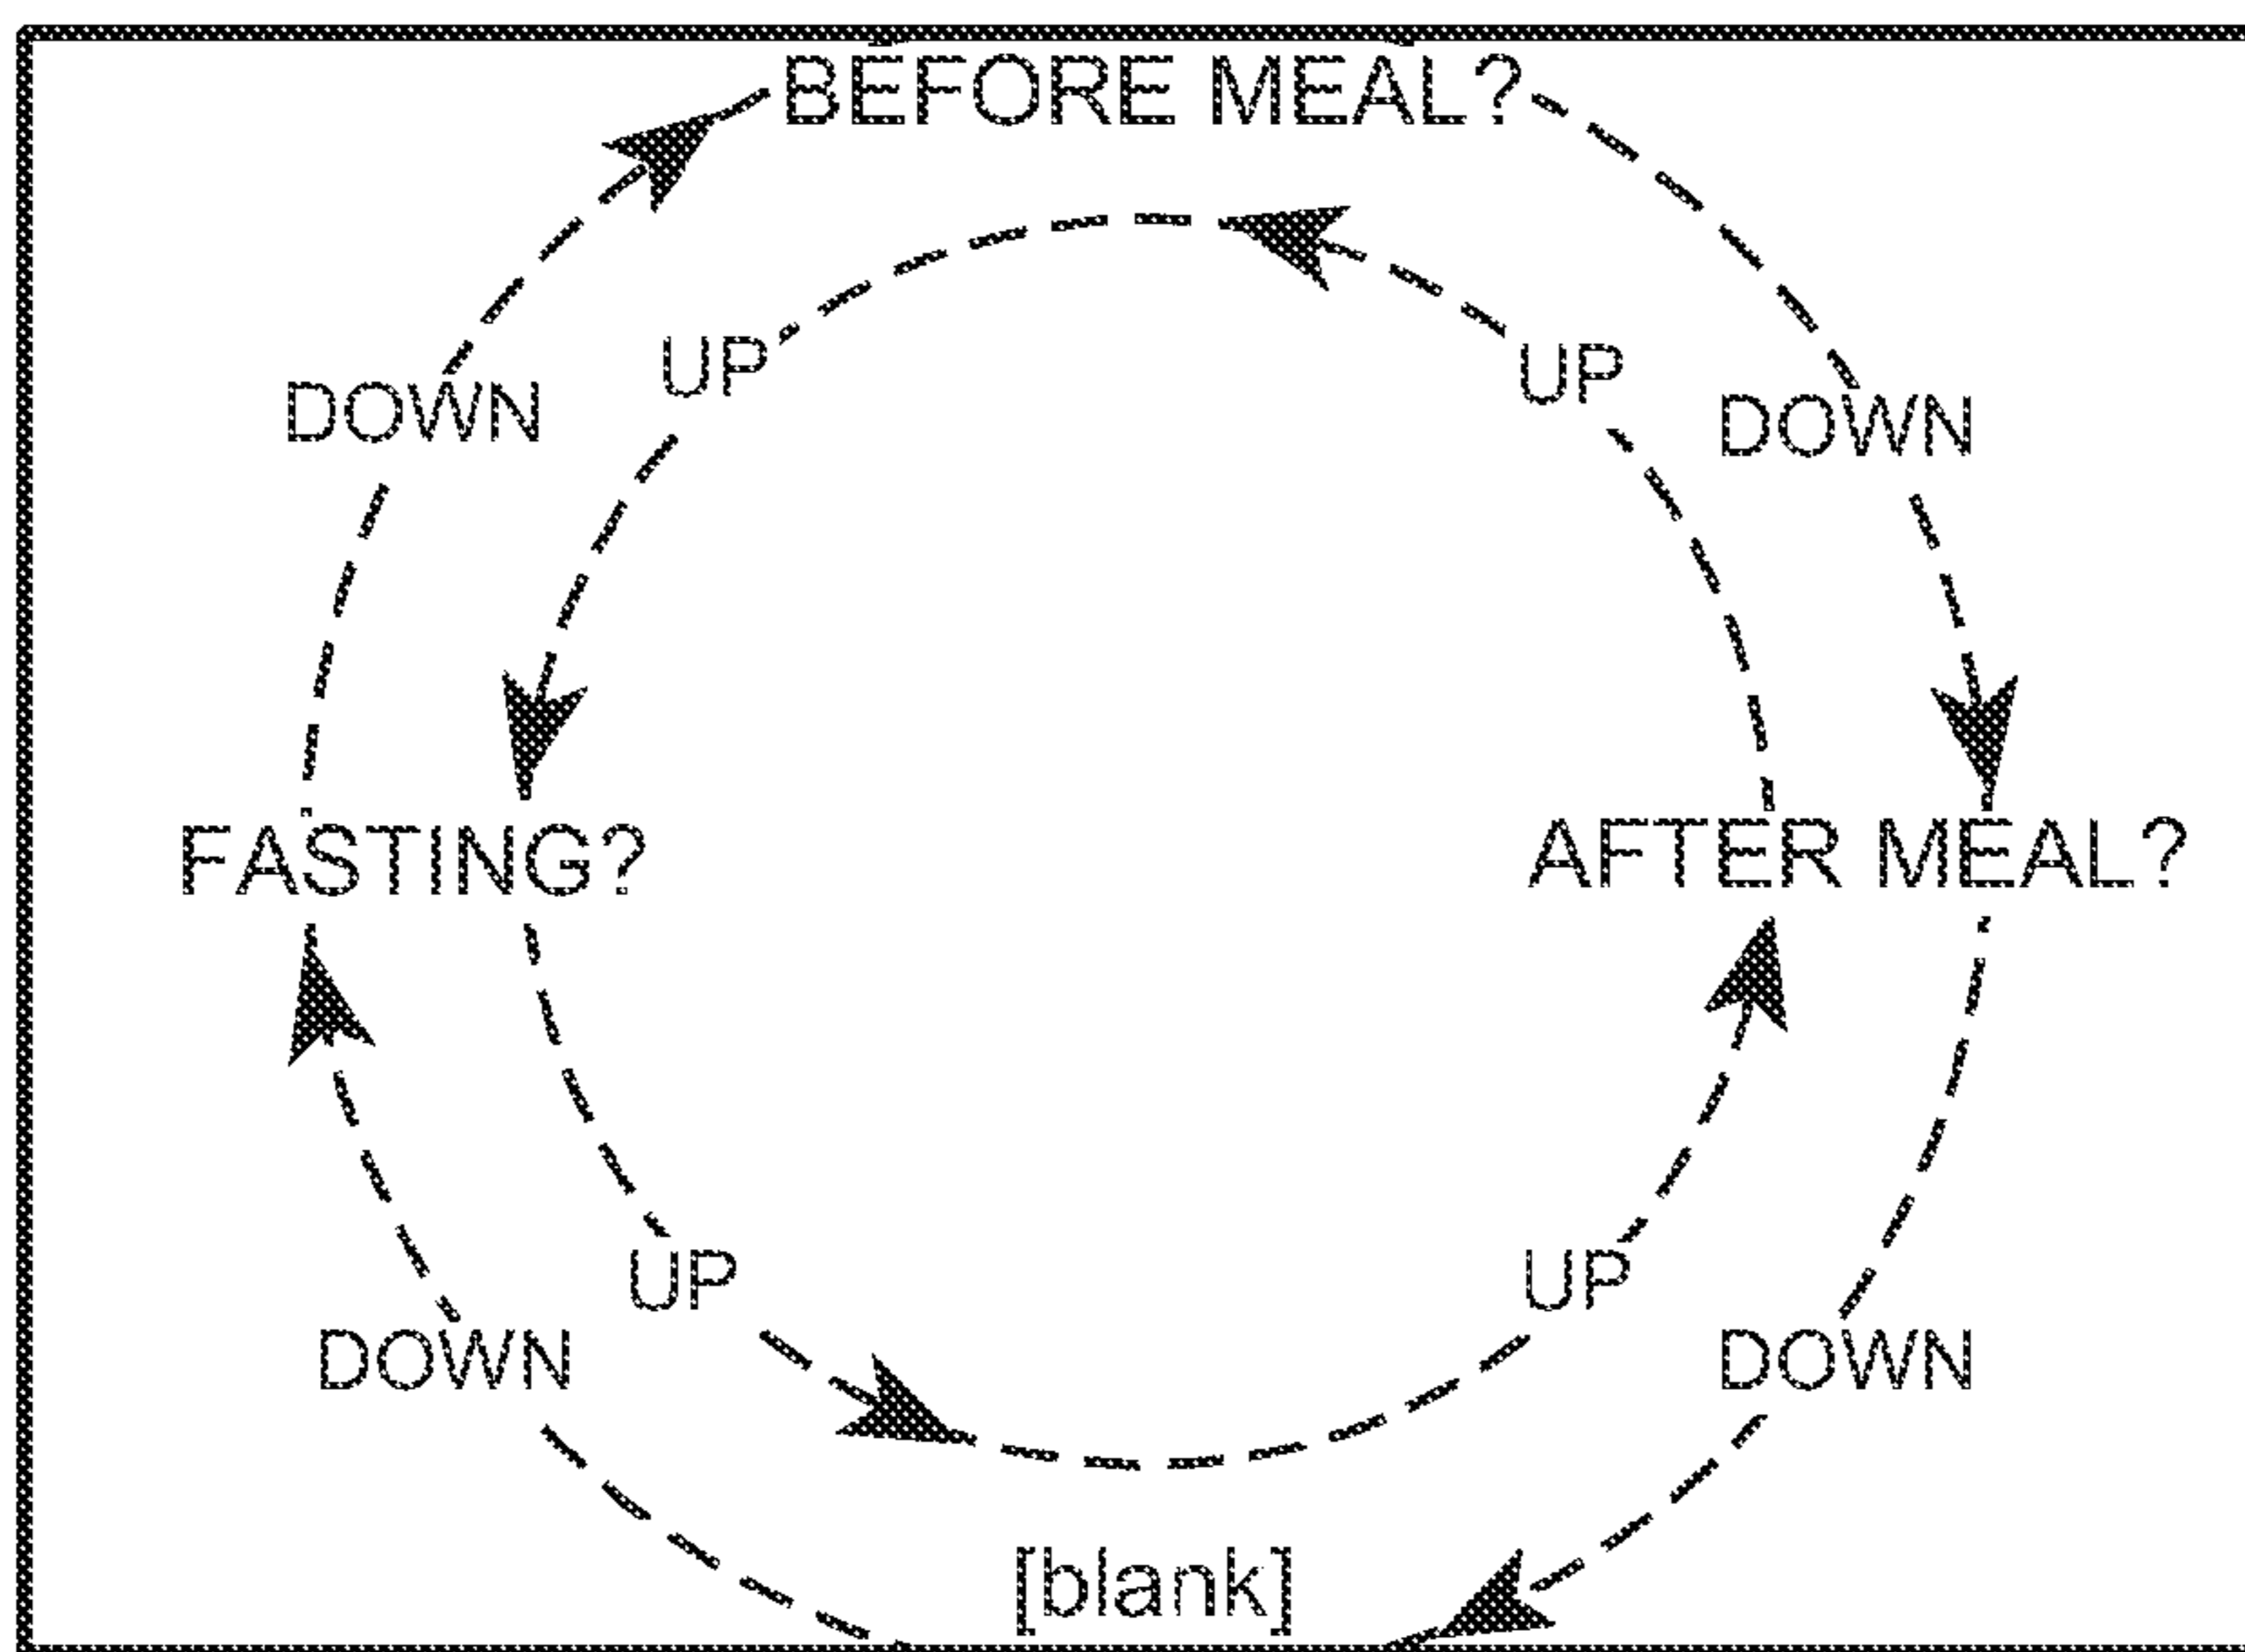 BEFORE MEAL?
UP
UP
DOWN
DOWN
FASTING?
AFTER MEAL?
UP
UP
DOWN
DOWN
[blank]